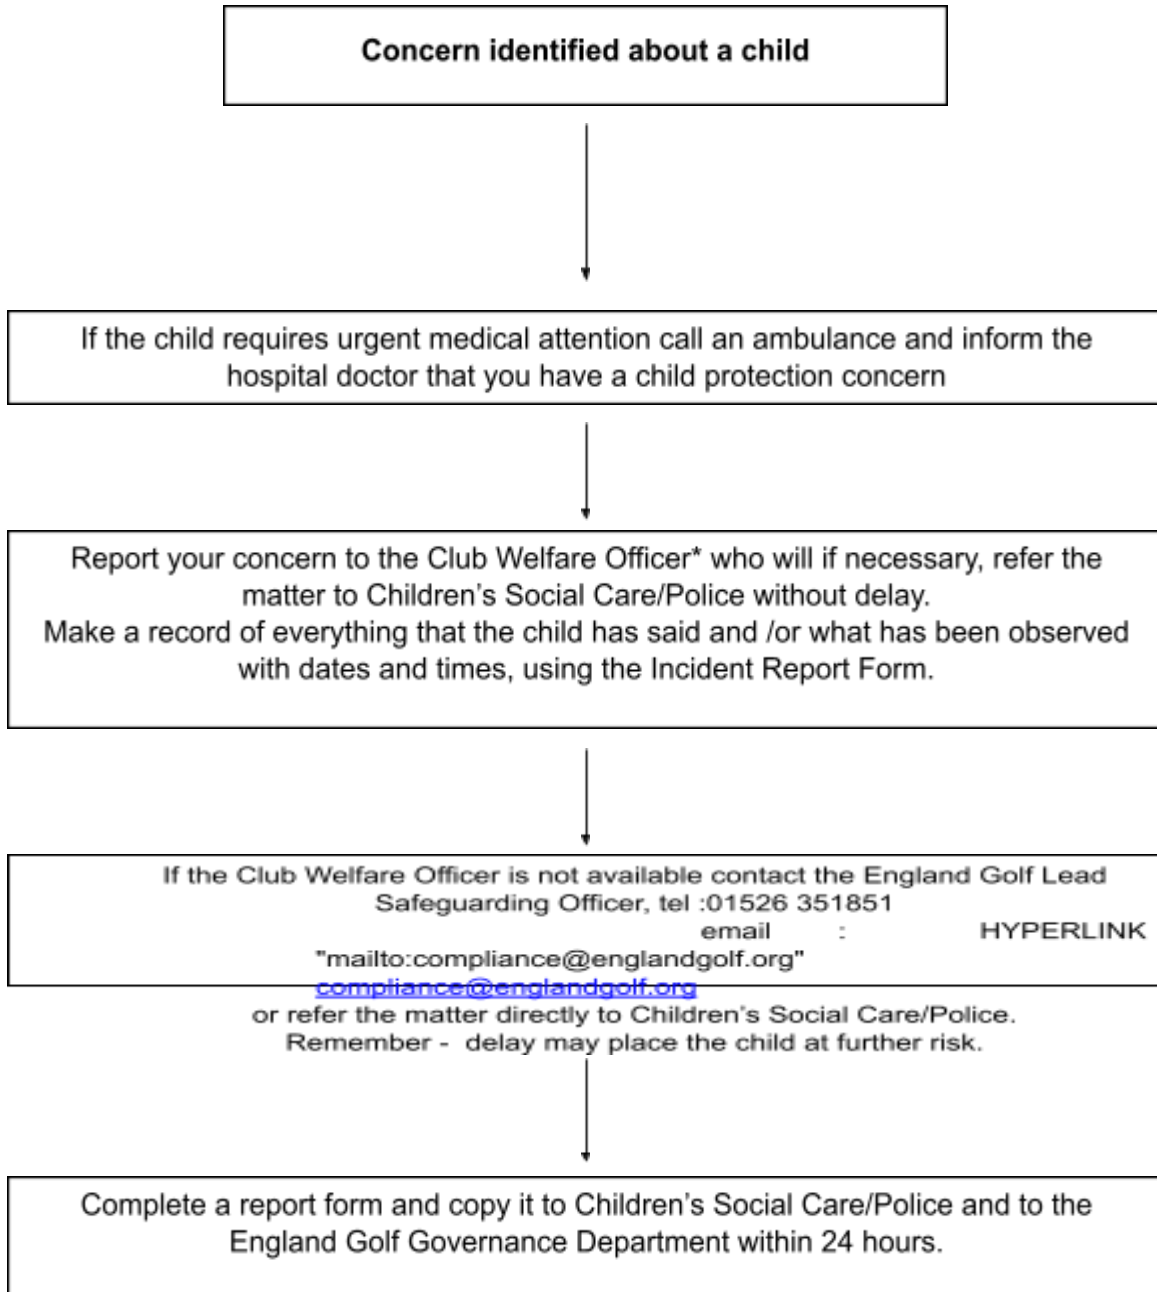 Concern identified about a child
If the child requires urgent medical attention call an ambulance and inform the
hospital doctor that you have a child protection concern
Report your concern to the Club Welfare Officer* who will if necessary, refer the
matter to Children’s Social Care/Police without delay.
Make a record of everything that the child has said and /or what has been observed
with dates and times, using the Incident Report Form.
If the Club Welfare Officer is not available contact the England Golf Lead
Safeguarding Officer, tel :01526 351851
email : HYPERLINK
"mailto:compliance@englandgolf.org"
compliance@englandgolf.org
or refer the matter directly to Children’s Social Care/Police.
Remember - delay may place the child at further risk.
Complete a report form and copy it to Children’s Social Care/Police and to the
England Golf Governance Department within 24 hours.